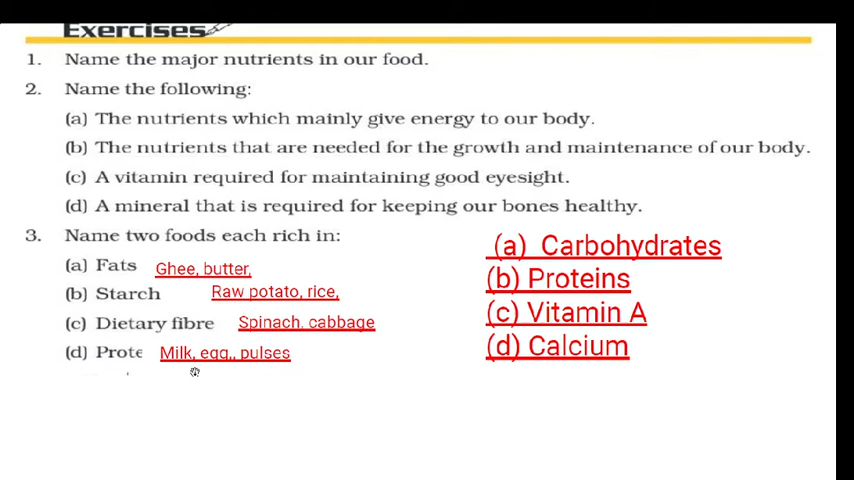 Exercises
1. Name the major nutrients in our food.
2. Name the following:
(a) The nutrients which mainly give energy to our body.
(b) The nutrients that are needed for the growth and maintenance of our body.
(c) A vitamin required for maintaining good eyesight.
(d) A mineral that is required for keeping our bones healthy.
3. Name two foods each rich in:
(a) Fats Ghee, butter,
(b) Starch Raw potato, rice,
(c) Dietary fibre Spinach. cabbage
(d) Prote Milk, egg,, pulses
(a) Carbohydrates
(b) Proteins
(c) Vitamin A
(d) Calcium